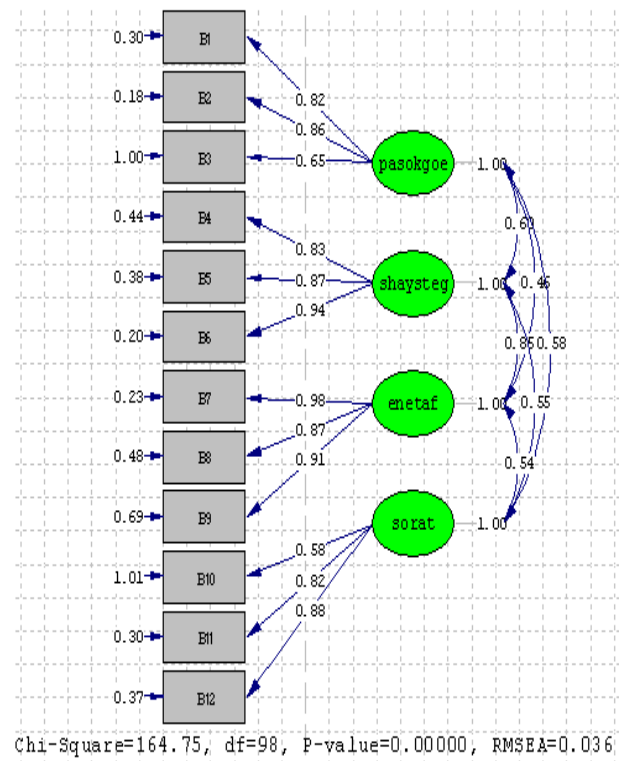 0.30 B1
0.82
0.18 B2
0.86
1.00 B3 0.65 pasokgoe 1.00
0.44 B4 0.60
0.83
0.38 B5 0.87 shaysteg 1.00 0.46
0.94
0.20 B6 0.85 0.58
0.23 B7 0.98 enetaf 1.00 0.55
0.87
0.48 B8 0.54
0.91
0.69 B9
sorat 1.00
0.58
1.01 B10
0.82
0.88
0.30 B11
0.37 B12
Chi-Square=164.75, df=98, P-value=0.00000, RMSEA=0.036